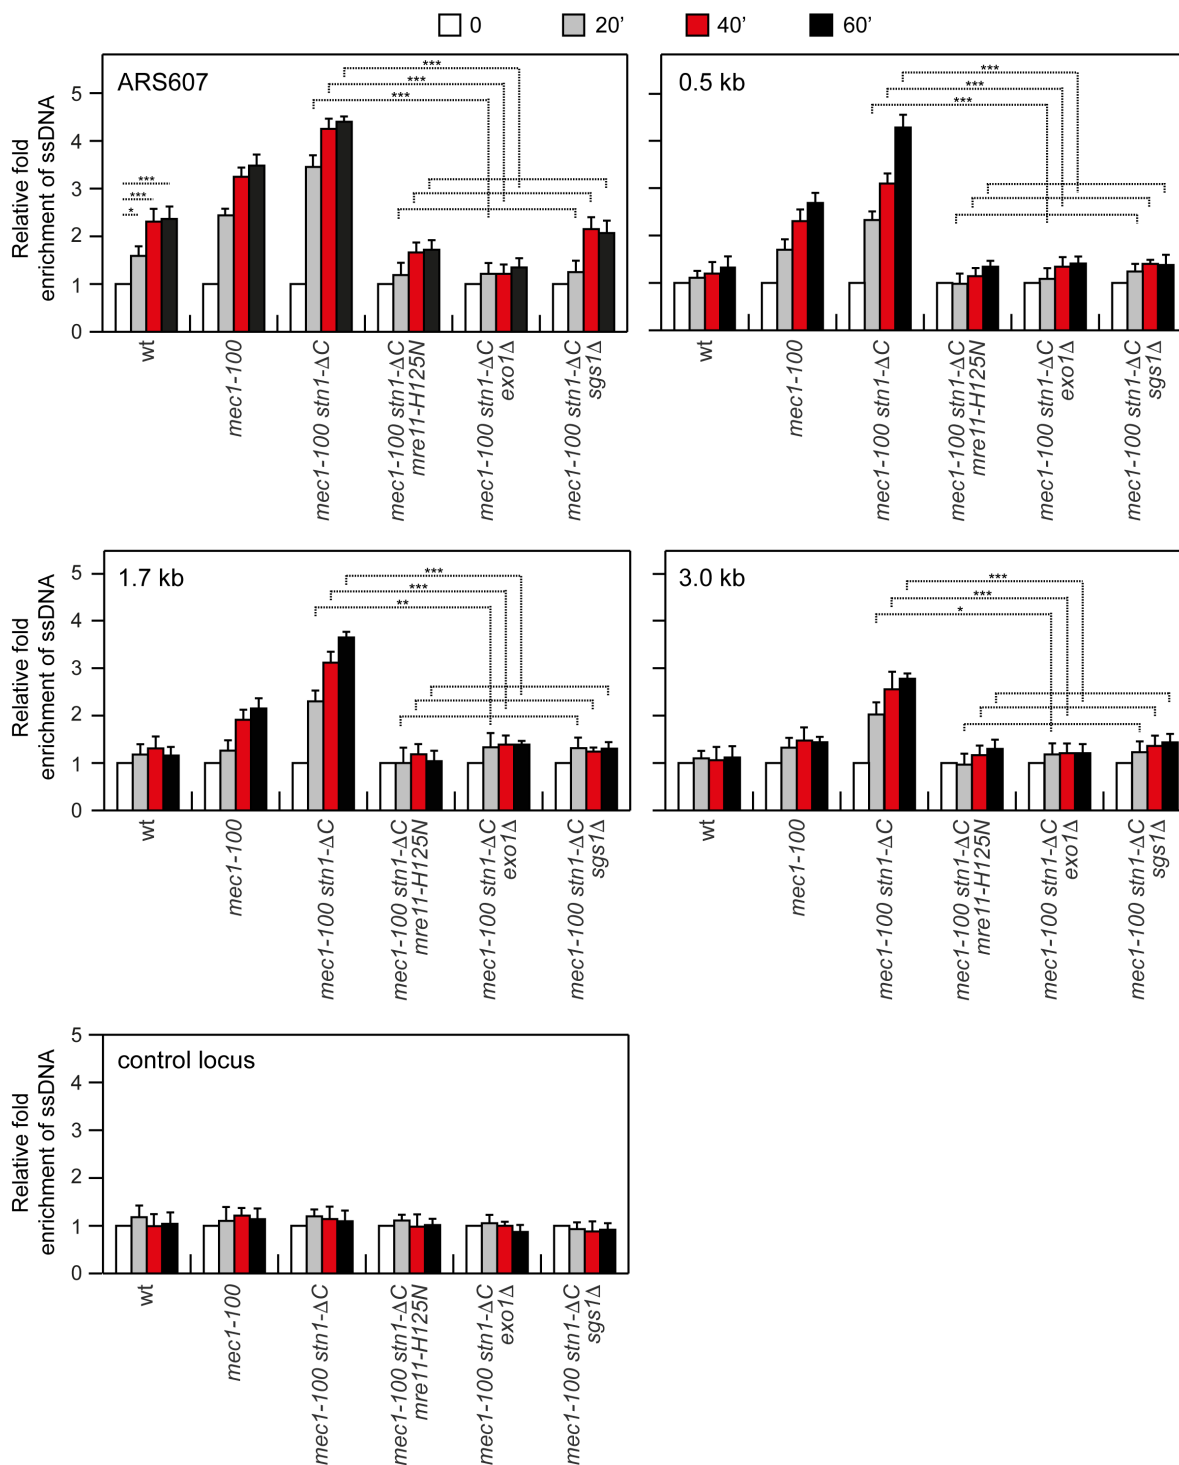 0 20' 40' 60'
ARS607
Relative fold
enrichment of ssDNA
5
4
3
2
1
0
* *** ***
*** *** ***
wt
mec1-100
mec1-100 stn1-ΔC
mec1-100 stn1-ΔC
mre11-H125N
mec1-100 stn1-ΔC
exo1Δ
mec1-100 stn1-ΔC
sgs1Δ
0.5 kb
*** *** ***
wt
mec1-100
mec1-100 stn1-ΔC
mec1-100 stn1-ΔC
mre11-H125N
mec1-100 stn1-ΔC
exo1Δ
mec1-100 stn1-ΔC
sgs1Δ
1.7 kb
Relative fold
enrichment of ssDNA
5
4
3
2
1
0
*** *** **
wt
mec1-100
mec1-100 stn1-ΔC
mec1-100 stn1-ΔC
mre11-H125N
mec1-100 stn1-ΔC
exo1Δ
mec1-100 stn1-ΔC
sgs1Δ
3.0 kb
*** *** *
wt
mec1-100
mec1-100 stn1-ΔC
mec1-100 stn1-ΔC
mre11-H125N
mec1-100 stn1-ΔC
exo1Δ
mec1-100 stn1-ΔC
sgs1Δ
control locus
Relative fold
enrichment of ssDNA
5
4
3
2
1
0
wt
mec1-100
mec1-100 stn1-ΔC
mec1-100 stn1-ΔC
mre11-H125N
mec1-100 stn1-ΔC
exo1Δ
mec1-100 stn1-ΔC
sgs1Δ